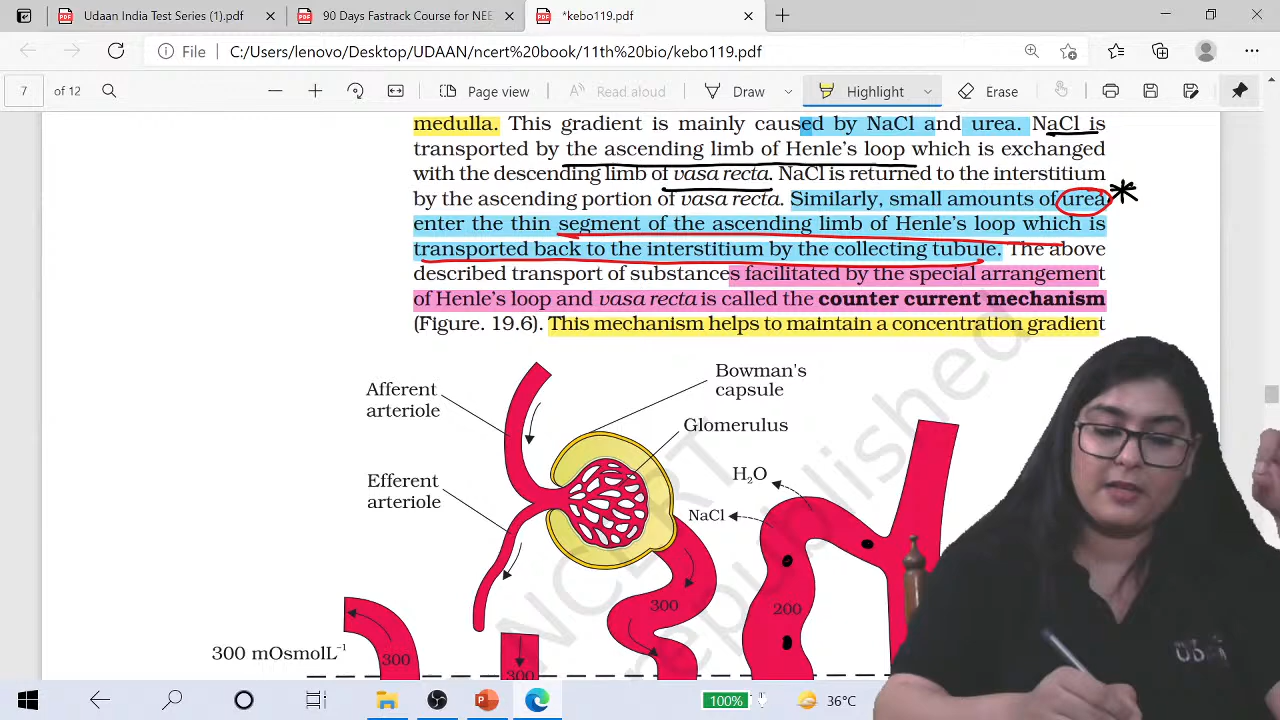 Udaan India Test Series (1).pdf
90 Days Fastrack Course for NEE
*kebo119.pdf
File
C:/Users/lenovo/Desktop/UDAAN/ncert%20book/11th%20bio/kebo119.pdf
7
of 12
Page view
Read aloud
Draw
Highlight
Erase
medulla. This gradient is mainly caused by NaCl and urea. NaCl is
transported by the ascending limb of Henle's loop which is exchanged
with the descending limb of vasa recta. NaCl is returned to the interstitium
by the ascending portion of vasa recta. Similarly, small amounts of urea
enter the thin segment of the ascending limb of Henle's loop which is
transported back to the interstitium by the collecting tubule. The above
described transport of substances facilitated by the special arrangement
of Henle's loop and vasa recta is called the counter current mechanism
(Figure. 19.6). This mechanism helps to maintain a concentration gradient
Afferent
arteriole
Bowman's
capsule
Glomerulus
Efferent
arteriole
H₂O
NaCl
300
200
300 mOsmolL⁻¹
300
300
NCERT
republished
100%
36°C